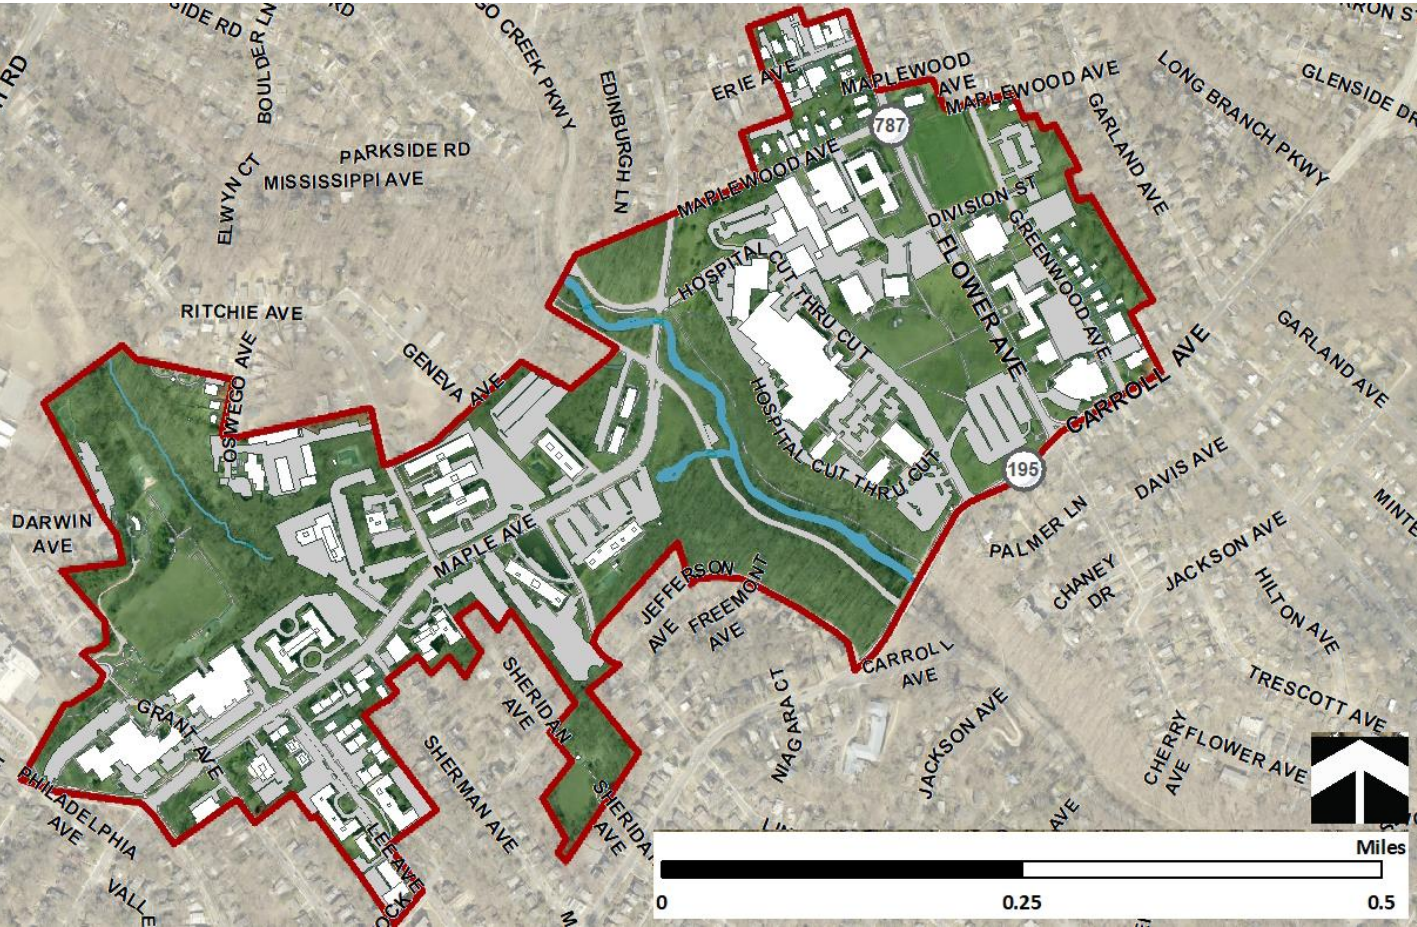 SIDE RD
RD
BOULDER LN
GO CREEK PKWY
EDINBURGH LN
ERIE AVE
MAPLEWOOD
AVE
MAPLEWOOD AVE
LONG BRANCH PKWY
GLENSIDE DR
GARLAND AVE
787
PARKSIDE RD
MISSISSIPPI AVE
ELWYN CT
MAPLEWOOD AVE
DIVISION ST
GREENWOOD AVE
FLOWER AVE
HOSPITAL CUT THRU CUT
RITCHIE AVE
OSWEGO AVE
GENEVA AVE
HOSPITAL CUT THRU CUT
CARROLL AVE
GARLAND AVE
195
DAVIS AVE
PALMER LN
DARWIN
AVE
MAPLE AVE
JACKSON AVE
CHANEY
DR
HILTON AVE
JEFFERSON
AVE
FREEMONT
AVE
CARROLL
AVE
SHERIDAN
AVE
NIAGARA CT
JACKSON AVE
TRESCOTT AVE
CHERRY
AVE
FLOWER AVE
GRANT AVE
SHERMAN AVE
PHILADELPHIA
AVE
LEE AVE
AVE
AVE
VALLE
OCK
Miles
0
0.25
0.5